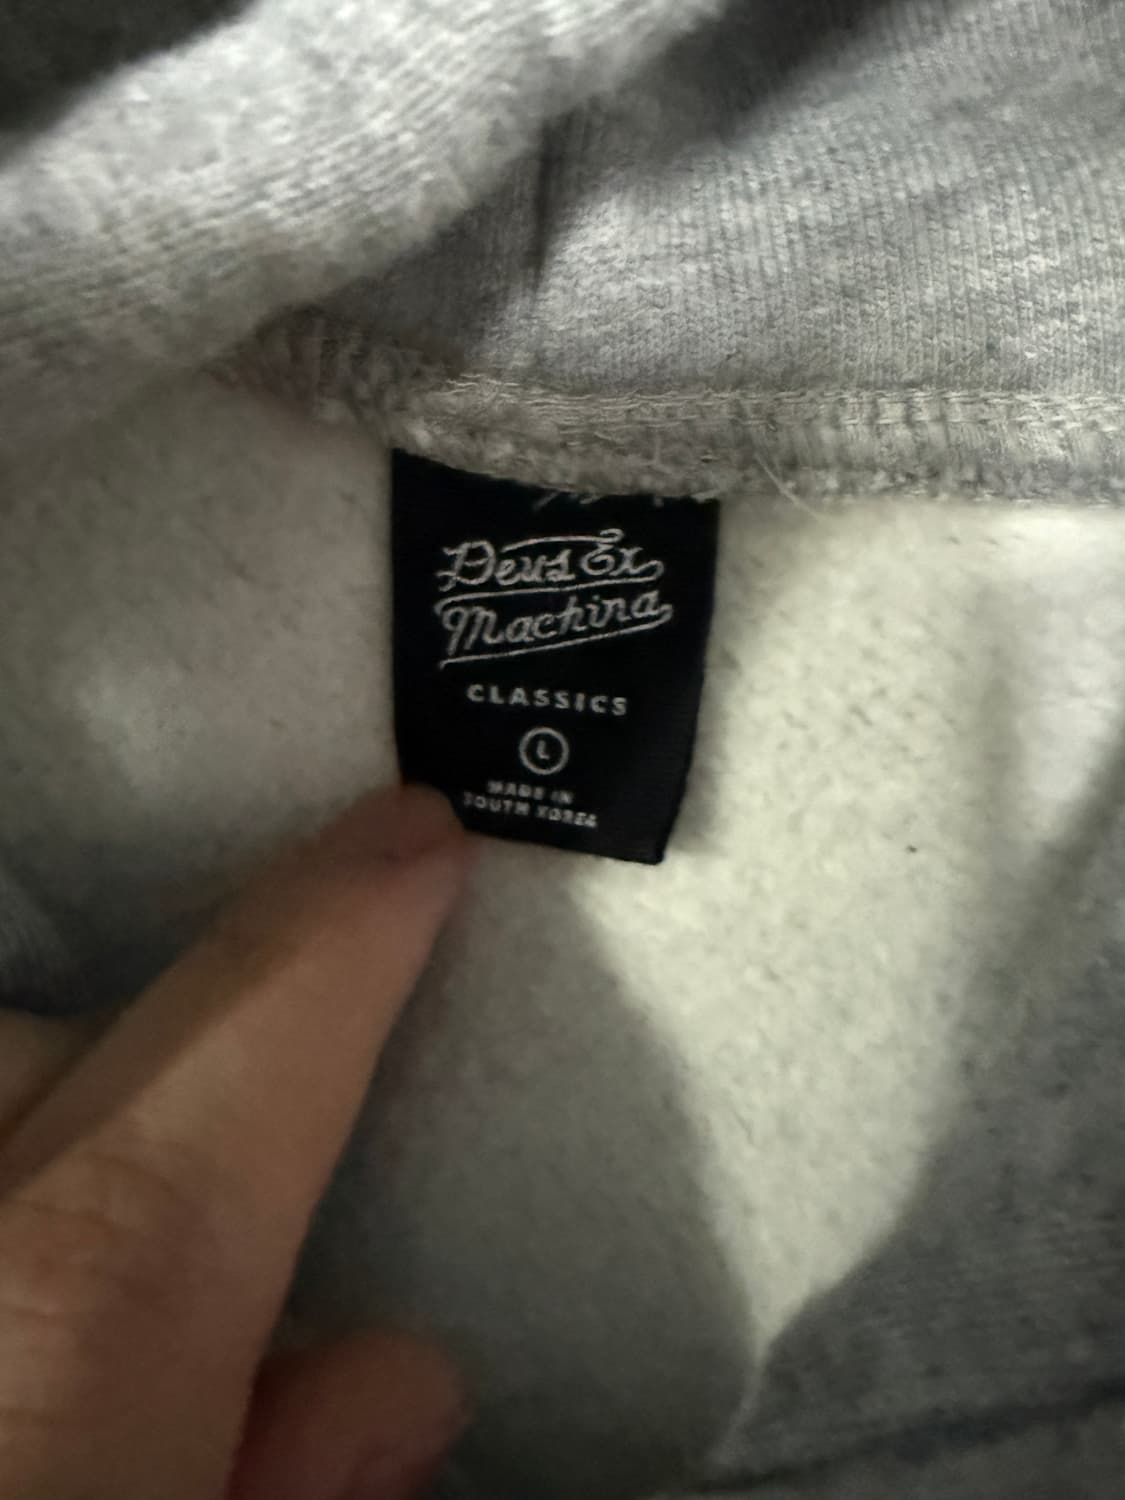 Deus Ex
Machina
CLASSICS
L
MADE IN
SOUTH KOREA